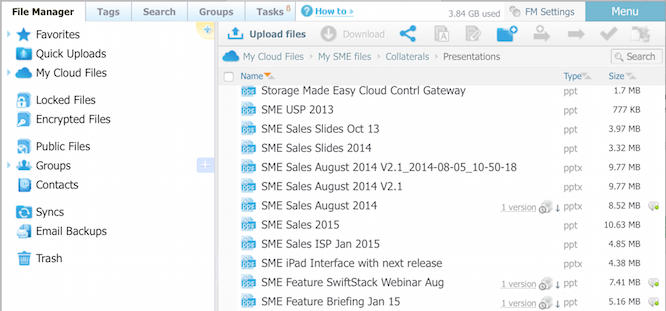 File Manager Tags Search Groups Tasks 6 How to ▸ 3.84 GB used FM Settings Menu
Favorites
Quick Uploads
My Cloud Files
Locked Files
Encrypted Files
Public Files
Groups
Contacts
Syncs
Email Backups
Trash
Upload files Download
My Cloud Files My SME files Collaterals Presentations Search
Name Type Size
Storage Made Easy Cloud Contrl Gateway ppt 1.7 MB
SME USP 2013 ppt 777 KB
SME Sales Slides Oct 13 ppt 3.97 MB
SME Sales Slides 2014 ppt 3.32 MB
SME Sales August 2014 V2.1_2014-08-05_10-50-18 pptx 9.77 MB
SME Sales August 2014 V2.1 pptx 9.77 MB
SME Sales August 2014 1 version pptx 8.52 MB
SME Sales 2015 ppt 10.63 MB
SME Sales ISP Jan 2015 ppt 4.85 MB
SME iPad Interface with next release pptx 4.38 MB
SME Feature SwiftStack Webinar Aug 1 version ppt 7.41 MB
SME Feature Briefing Jan 15 1 version ppt 5.16 MB